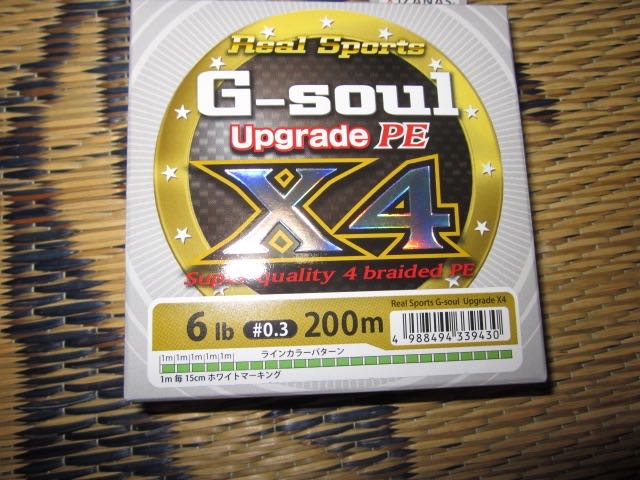 IZANAS
Real Sports
G-soul
Upgrade PE
X4
Super quality 4 braided PE
Real Sports G-soul Upgrade X4
6 lb #0.3 200m
4 988494 339430
1m 1m 1m 1m 1m ラインカラーパターン
1m 毎 15cm ホワイトマーキング